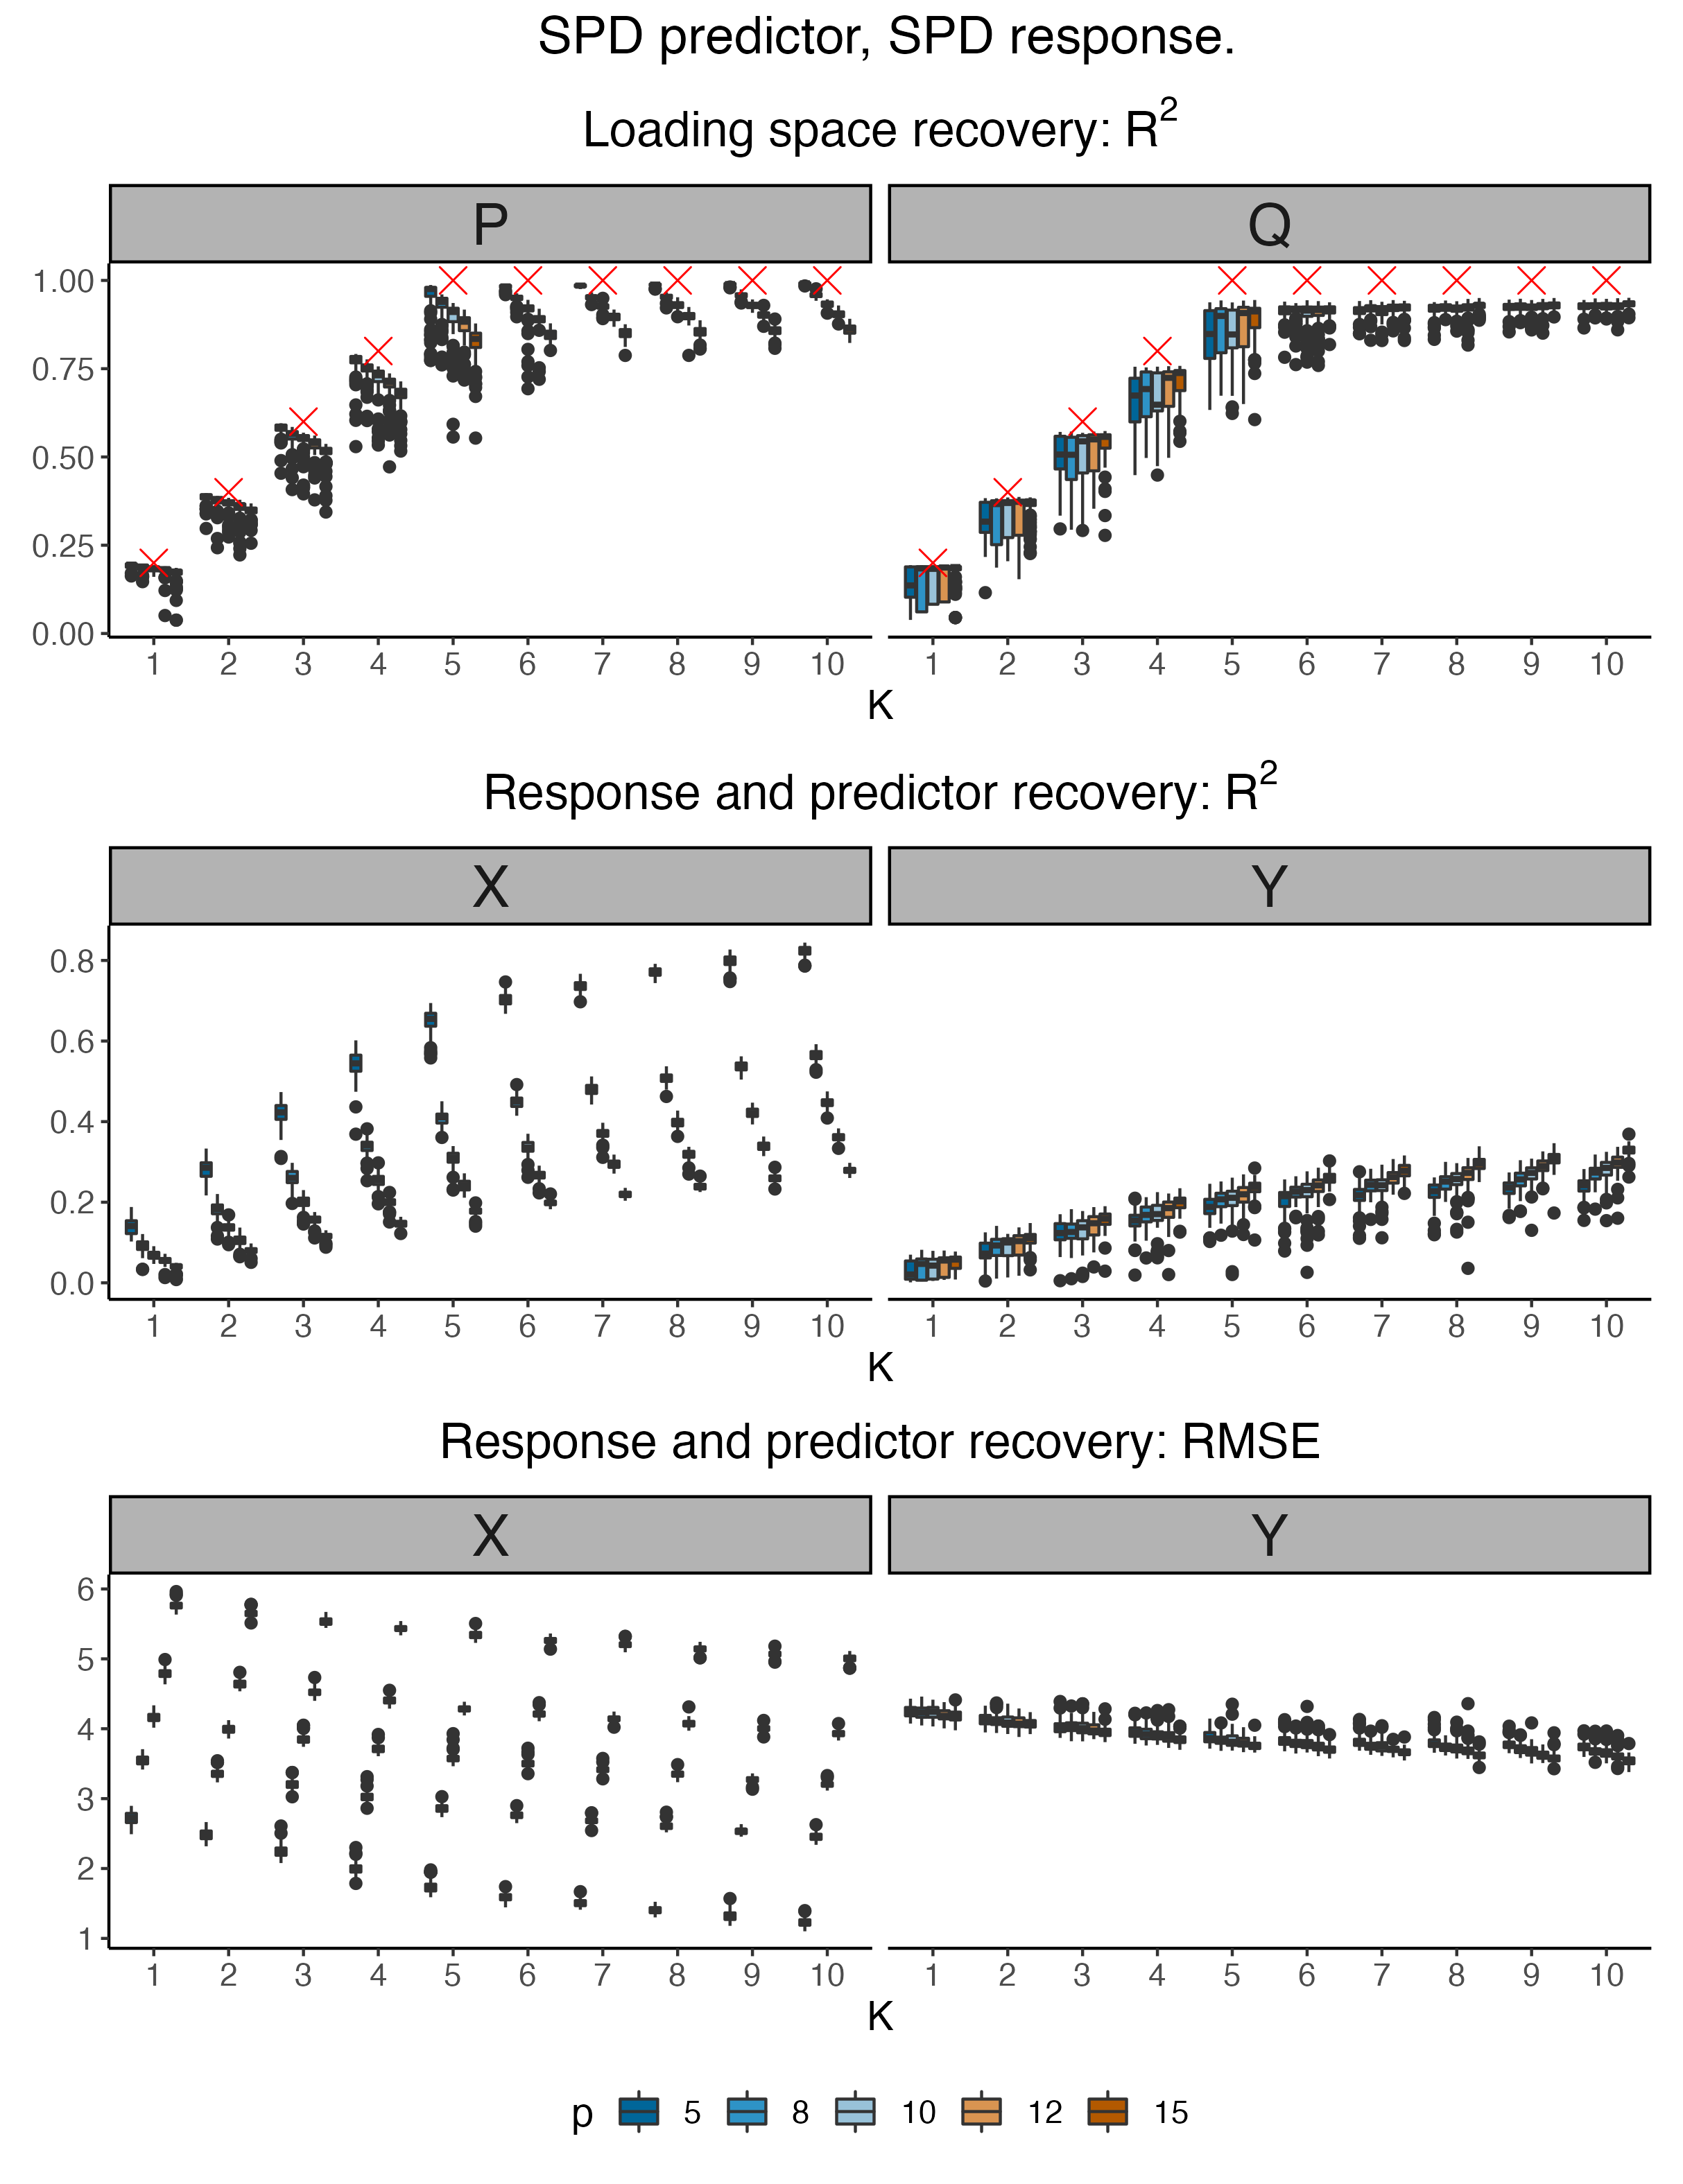 SPD predictor, SPD response.
Loading space recovery: R²
P Q
1.00
0.75
0.50
0.25
0.00
1 2 3 4 5 6 7 8 9 10 1 2 3 4 5 6 7 8 9 10
K
Response and predictor recovery: R²
X Y
0.8
0.6
0.4
0.2
0.0
1 2 3 4 5 6 7 8 9 10 1 2 3 4 5 6 7 8 9 10
K
Response and predictor recovery: RMSE
X Y
6
5
4
3
2
1
1 2 3 4 5 6 7 8 9 10 1 2 3 4 5 6 7 8 9 10
K
p 5 8 10 12 15